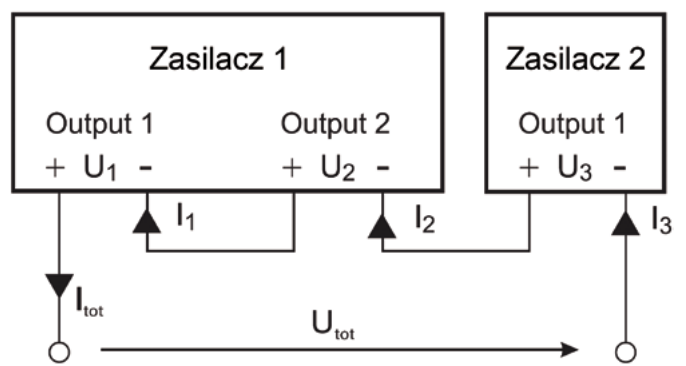 Zasilacz 1
Zasilacz 2
Output 1
Output 2
Output 1
+ U1 -
+ U2 -
+ U3 -
I1
I2
I3
Itot
Utot